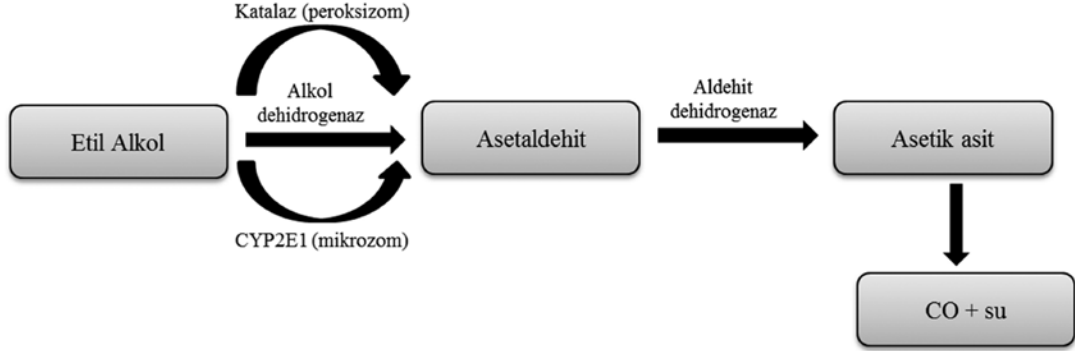 Katalaz (peroksizom)
Etil Alkol
Alkol
dehidrogenaz
CYP2E1 (mikrozom)
Asetaldehit
Aldehit
dehidrogenaz
Asetik asit
CO + su